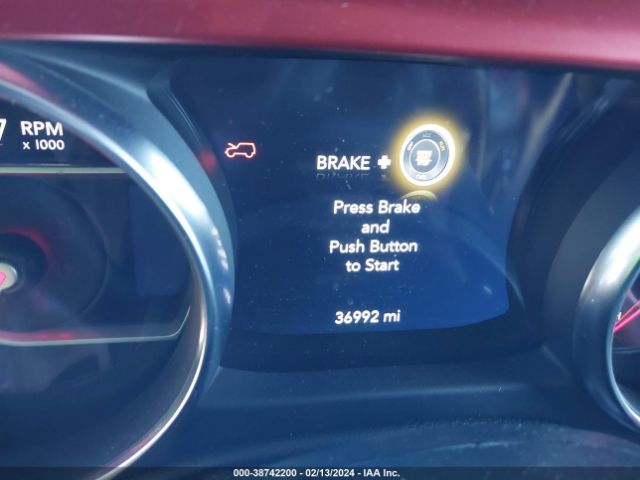 RPM
x 1000
BRAKE +
Press Brake
and
Push Button
to Start
36992 mi
000-38742200 - 02/13/2024 - IAA Inc.